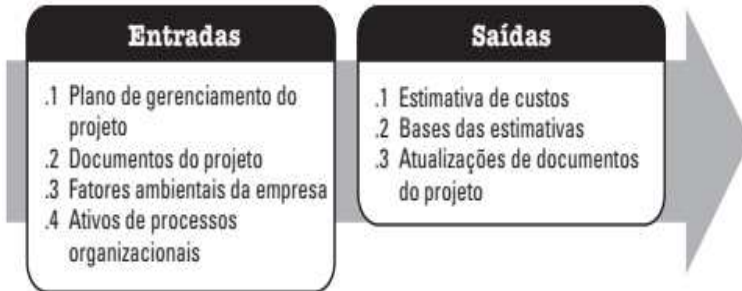 Entradas
.1 Plano de gerenciamento do
projeto
.2 Documentos do projeto
.3 Fatores ambientais da empresa
.4 Ativos de processos
organizacionais
Saídas
.1 Estimativa de custos
.2 Bases das estimativas
.3 Atualizações de documentos
do projeto